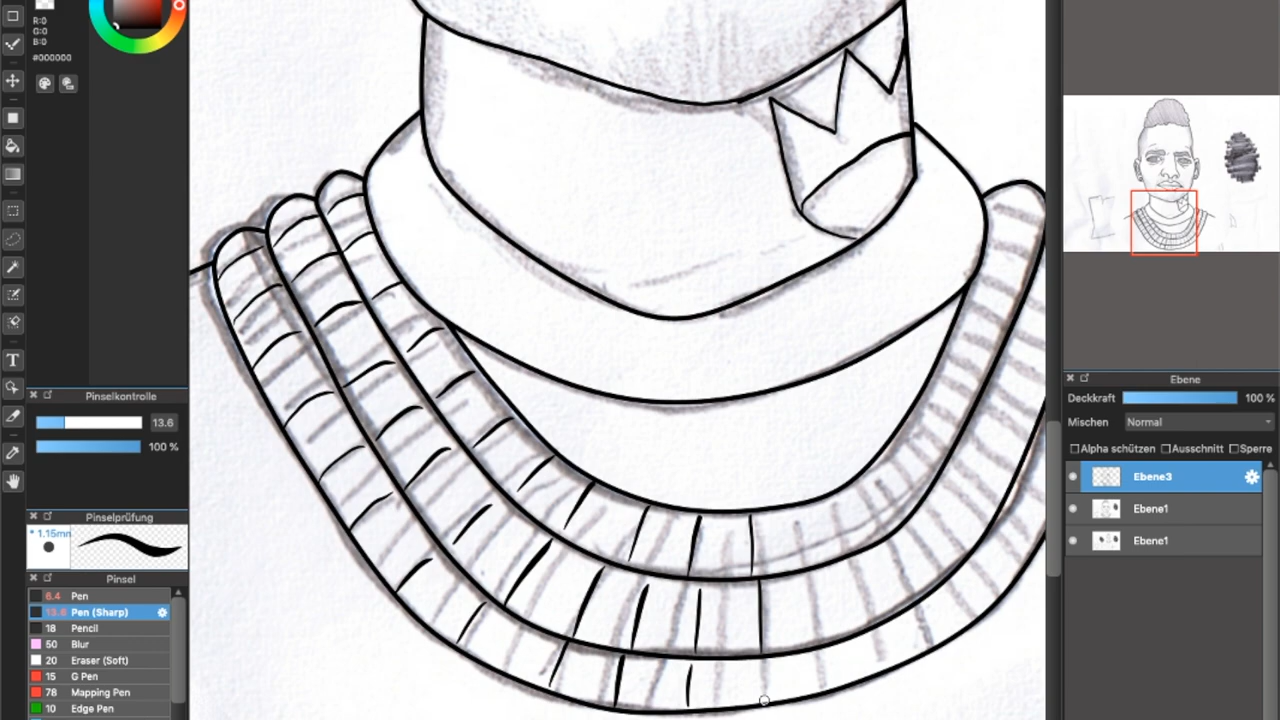 R:0
G:0
B:0
#000000
T
Pinselkontrolle
13.6
100 %
Pinselprüfung
* 1.15mm
Pinsel
6.4 Pen
13.6 Pen (Sharp)
18 Pencil
50 Blur
20 Eraser (Soft)
15 G Pen
78 Mapping Pen
10 Edge Pen
Ebene
Deckkraft 100 %
Mischen Normal
Alpha schützen Ausschnitt Sperre
Ebene3
Ebene1
Ebene1